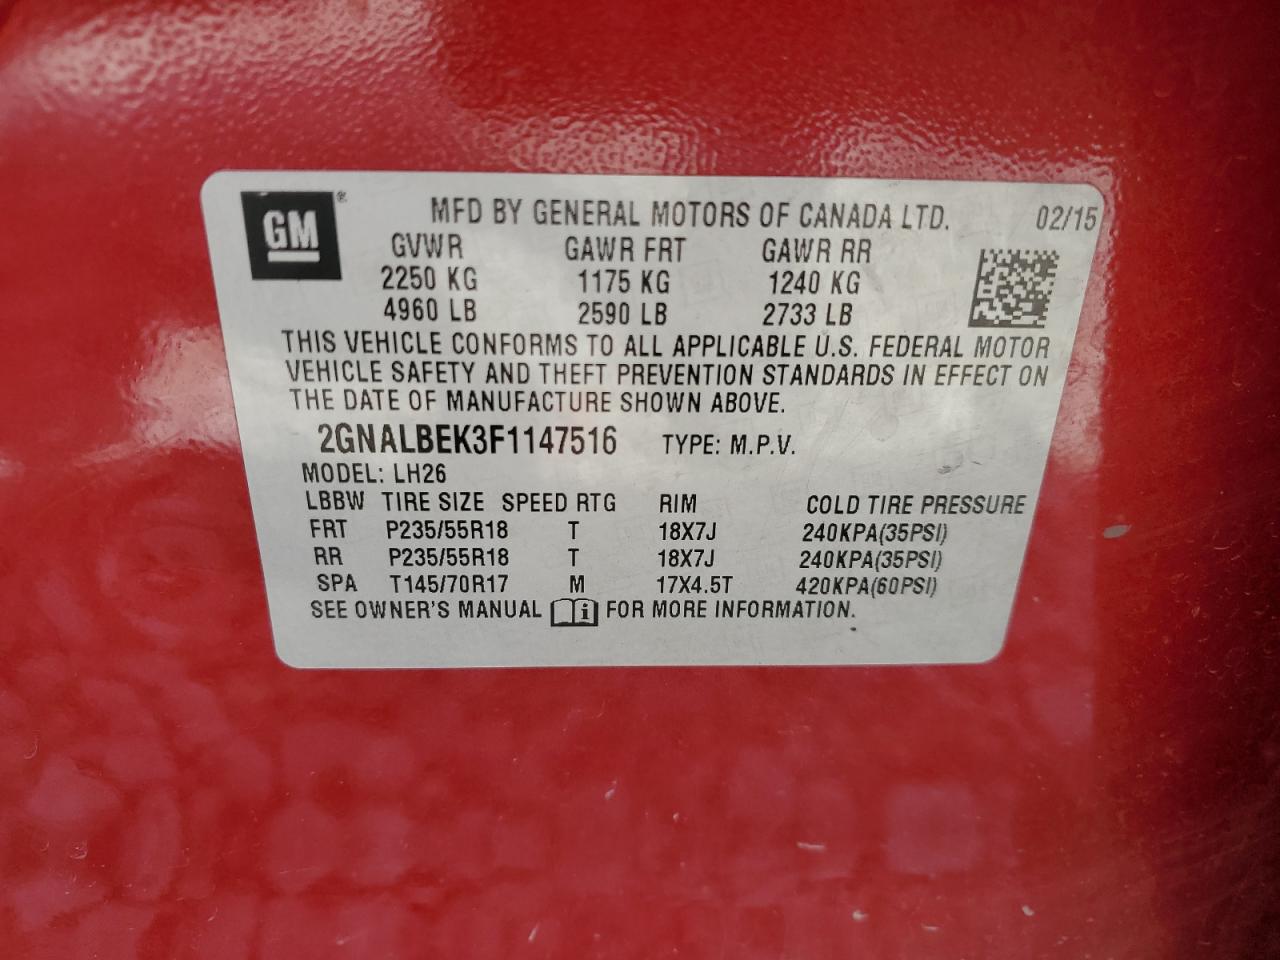 GM ®
MFD BY GENERAL MOTORS OF CANADA LTD. 02/15
GVWR GAWR FRT GAWR RR
2250 KG 1175 KG 1240 KG
4960 LB 2590 LB 2733 LB
THIS VEHICLE CONFORMS TO ALL APPLICABLE U.S. FEDERAL MOTOR
VEHICLE SAFETY AND THEFT PREVENTION STANDARDS IN EFFECT ON
THE DATE OF MANUFACTURE SHOWN ABOVE.
2GNALBEK3F1147516 TYPE: M.P.V.
MODEL: LH26
LBBW TIRE SIZE SPEED RTG RIM COLD TIRE PRESSURE
FRT P235/55R18 T 18X7J 240KPA(35PSI)
RR P235/55R18 T 18X7J 240KPA(35PSI)
SPA T145/70R17 M 17X4.5T 420KPA(60PSI)
SEE OWNER'S MANUAL i FOR MORE INFORMATION.